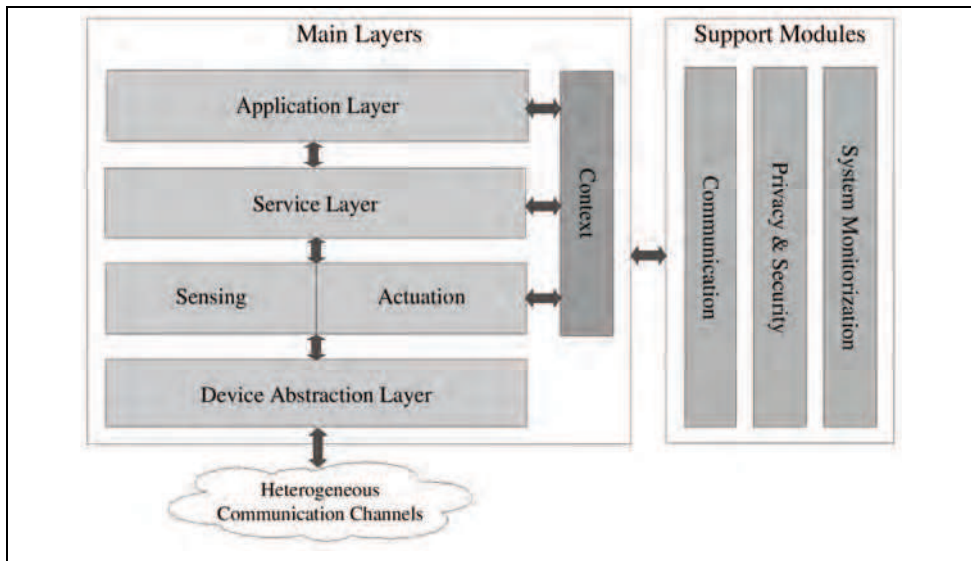 Main Layers
Application Layer
Service Layer
Sensing
Actuation
Device Abstraction Layer
Context
Heterogeneous
Communication Channels
Support Modules
Communication
Privacy & Security
System Monitorization